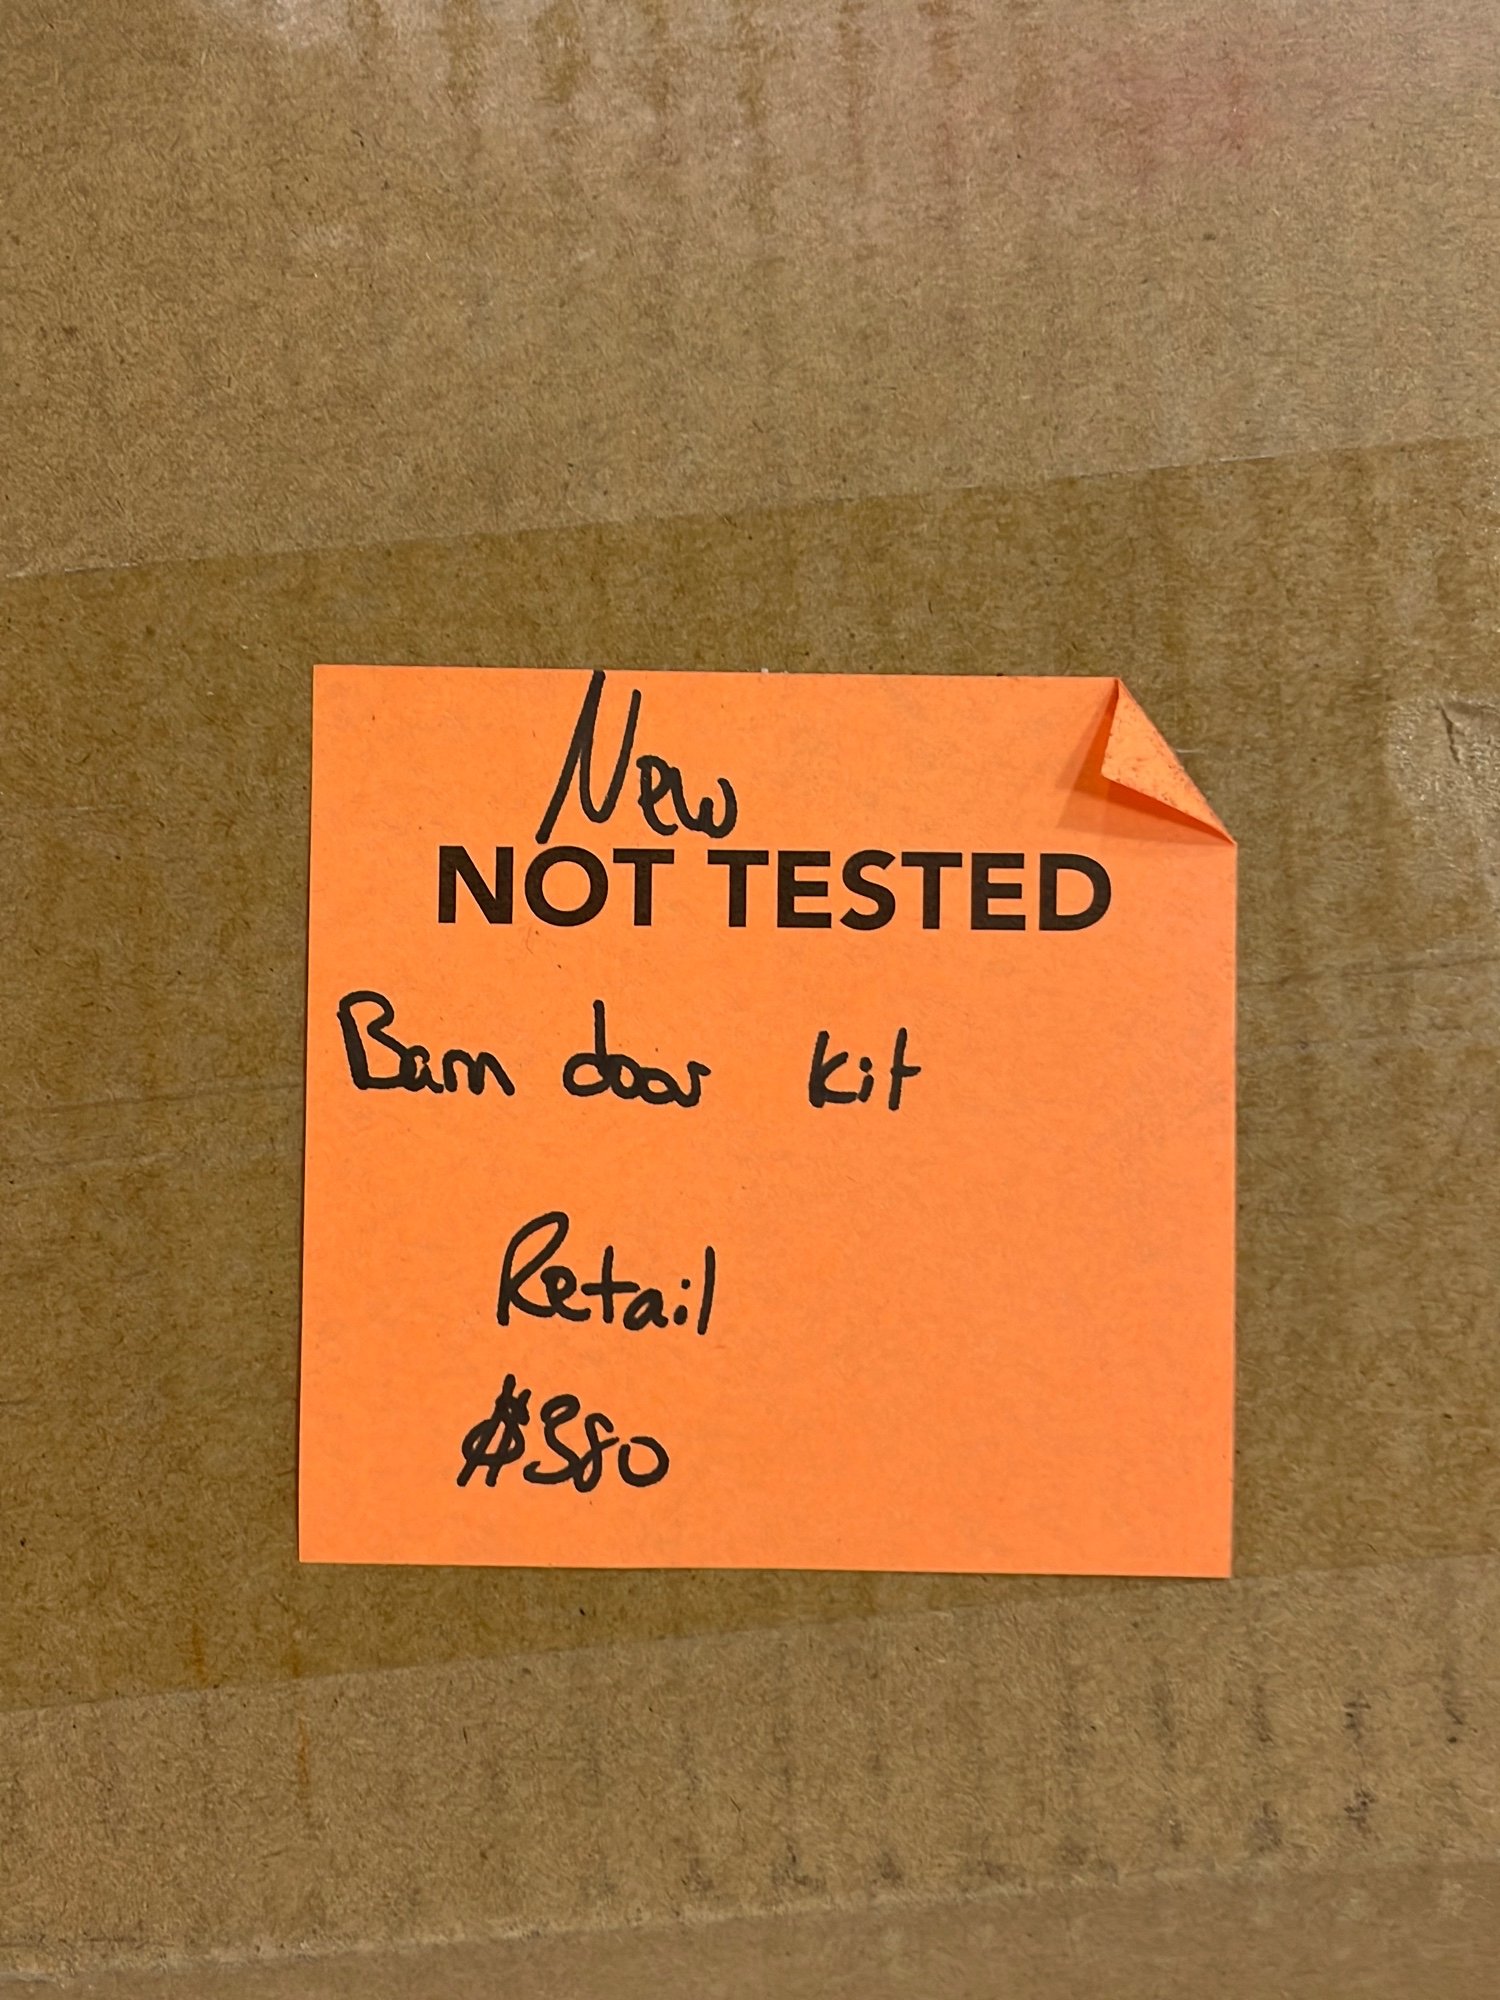 New
NOT TESTED
Barn door kit
Retail
$380